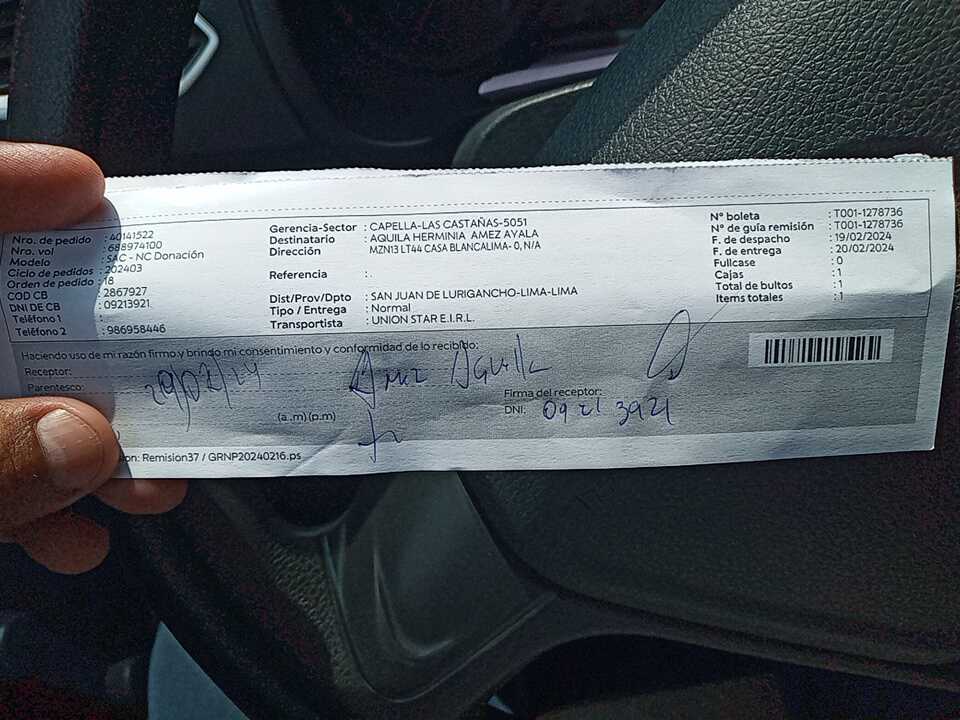 Nro. de pedido : 40141522
Nro. vol : 688974100
Modelo : SAC - NC Donación
Ciclo de pedidos : 202403
Orden de pedido : 18
COD CB : 2867927
DNI DE CB : 09213921
Teléfono 1 :
Teléfono 2 : 986958446
Gerencia-Sector : CAPELLA-LAS CASTAÑAS-5051
Destinatario : AQUILA HERMINIA AMEZ AYALA
Dirección MZN13 LT44 CASA BLANCALIMA- 0, N/A
Referencia : .
Dist/Prov/Dpto : SAN JUAN DE LURIGANCHO-LIMA-LIMA
Tipo / Entrega : Normal
Transportista : UNION STAR E.I.R.L.
N° boleta : T001-1278736
N° de guía remisión : T001-1278736
F. de despacho : 19/02/2024
F. de entrega : 20/02/2024
Fullcase : 0
Cajas : 1
Total de bultos : 1
Items totales : 1
Haciendo uso de mi razón firmo y brindo mi consentimiento y conformidad de lo recibido:
Receptor:
Parentesco:
Amez Aguila
(a.m)(p.m)
Firma del receptor:
DNI: 09213921
Remision37 / GRNP20240216.ps